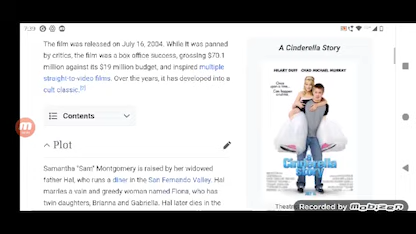 7:29
The film was released on July 16, 2004. While it was panned
by critics, the film was a box office success, grossing $70.1
million against its $19 million budget, and inspired multiple
straight-to-video films. Over the years, it has developed into a
cult classic.[2]
Contents
Plot
Samantha "Sam" Montgomery is raised by her widowed
father Hal, who runs a diner in the San Fernando Valley. Hal
marries a vain and greedy woman named Fiona, who has
twin daughters, Brianna and Gabriella. Hal later dies in the
A Cinderella Story
HILARY DUFF CHAD MICHAEL MURRAY
a Cinderella
story
Recorded by Mobizen